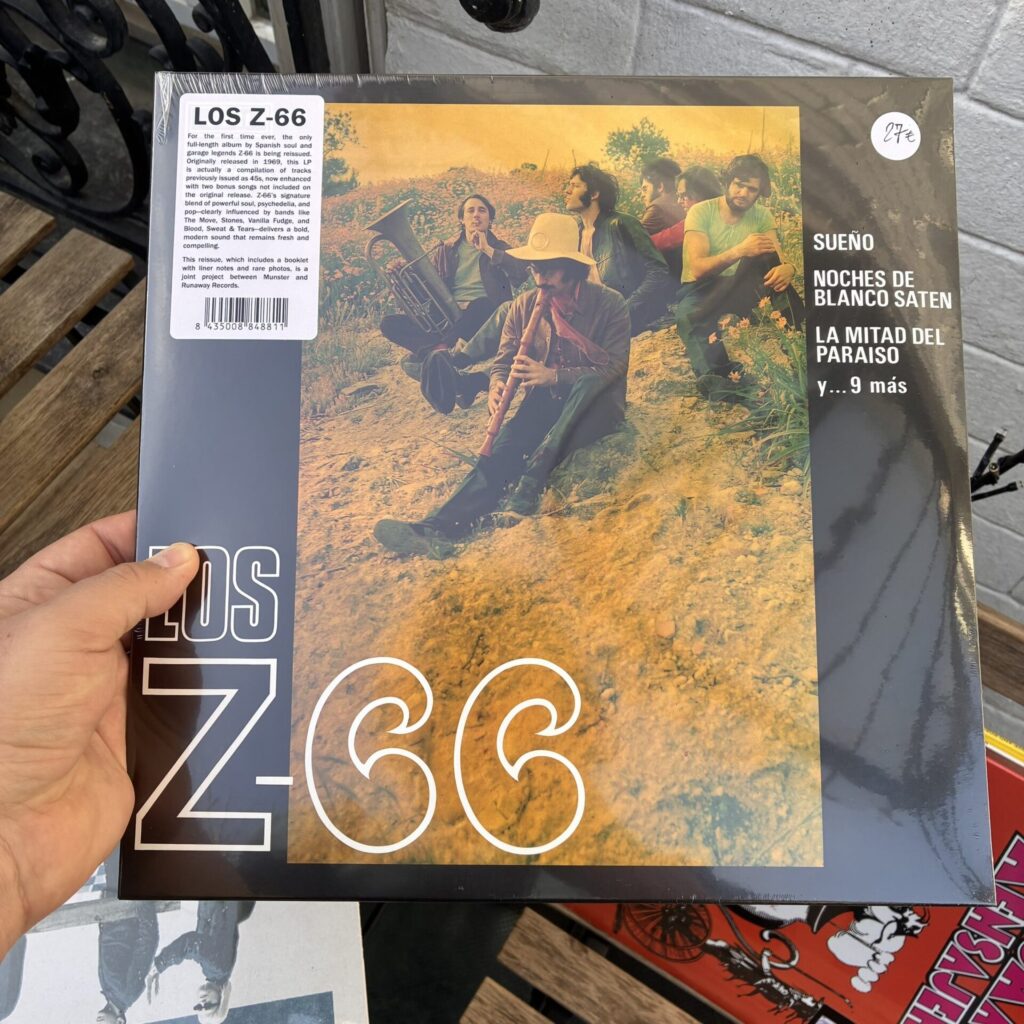 LOS Z-66
For the first time ever, the only
full-length album by Spanish soul and
garage legends Z-66 is being reissued.
Originally released in 1969, this LP
is actually a compilation of tracks
previously issued as 45s, now enhanced
with two bonus songs not included on
the original release. Z-66's signature
blend of powerful soul, psychedelia, and
pop—clearly influenced by bands like
The Move, Stones, Vanilla Fudge, and
Blood, Sweat & Tears—delivers a bold,
modern sound that remains fresh and
compelling.
This reissue, which includes a booklet
with liner notes and rare photos, is a
joint project between Munster and
Runaway Records.
8 435008 848811
27€
SUEÑO
NOCHES DE
BLANCO SATEN
LA MITAD DEL
PARAISO
y...9 más
LOS
Z-66